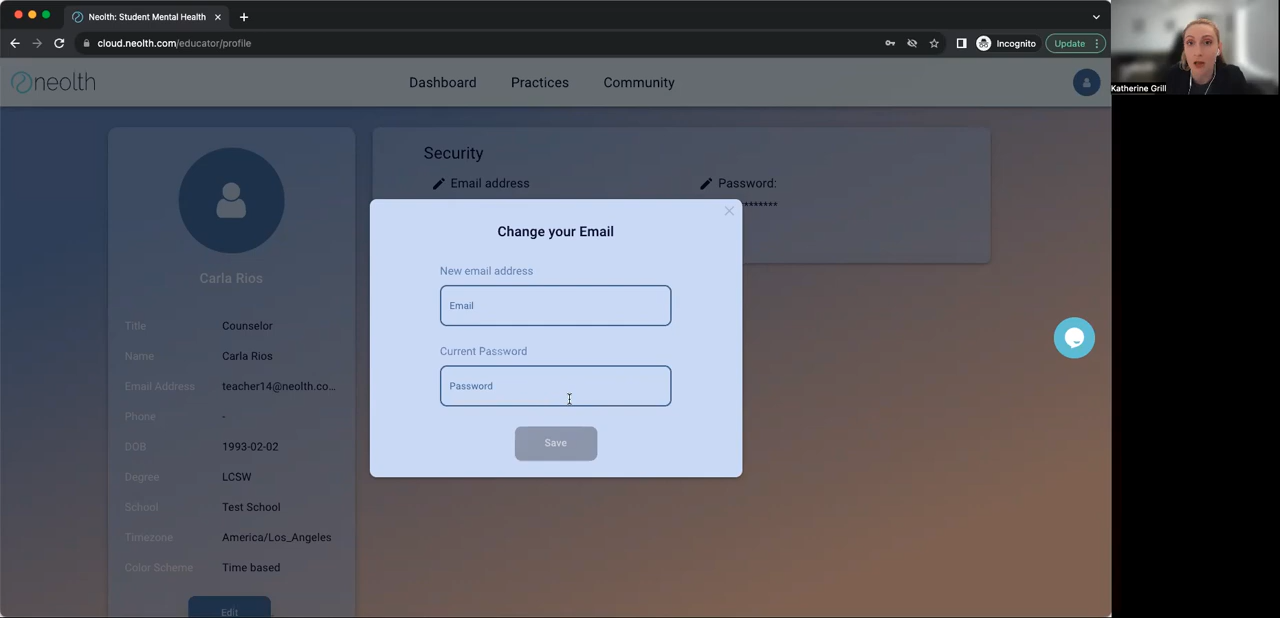 Neolth: Student Mental Health
cloud.neolth.com/educator/profile
Incognito
Update
Katherine Grill
neolth
Dashboard
Practices
Community
Carla Rios
Title Counselor
Name Carla Rios
Email Address teacher14@neolth.co...
Phone -
DOB 1993-02-02
Degree LCSW
School Test School
Timezone America/Los_Angeles
Color Scheme Time based
Edit
Security
Email address
Password:
*******
Change your Email
New email address
Email
Current Password
Password
Save